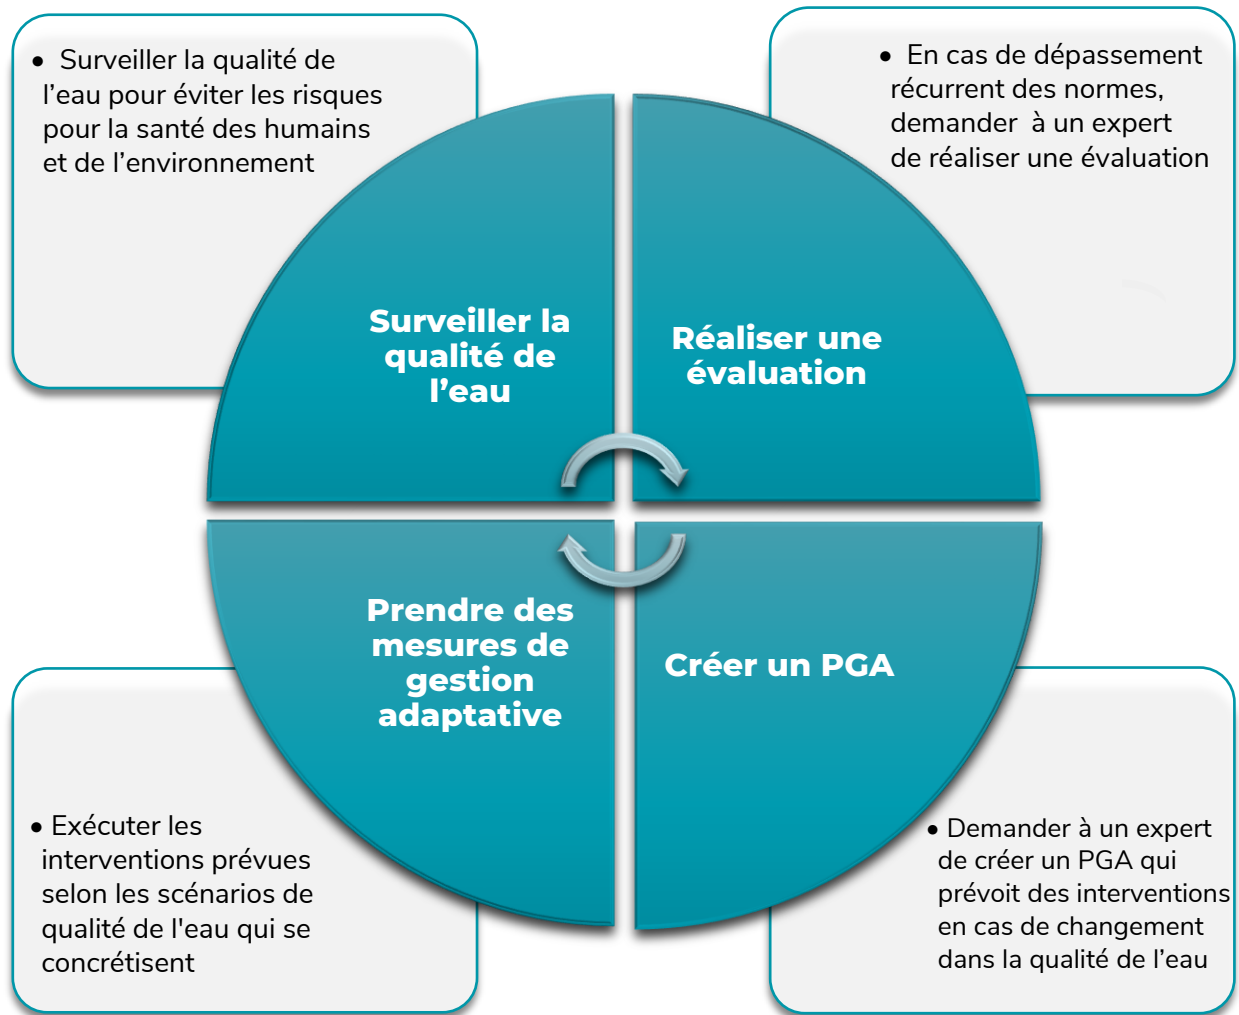 • Surveiller la qualité de
l’eau pour éviter les risques
pour la santé des humains
et de l’environnement
• En cas de dépassement
récurrent des normes,
demander à un expert
de réaliser une évaluation
Surveiller la
qualité de
l’eau
Réaliser une
évaluation
Prendre des
mesures de
gestion
adaptative
Créer un PGA
• Exécuter les
interventions prévues
selon les scénarios de
qualité de l'eau qui se
concrétisent
• Demander à un expert
de créer un PGA qui
prévoit des interventions
en cas de changement
dans la qualité de l’eau